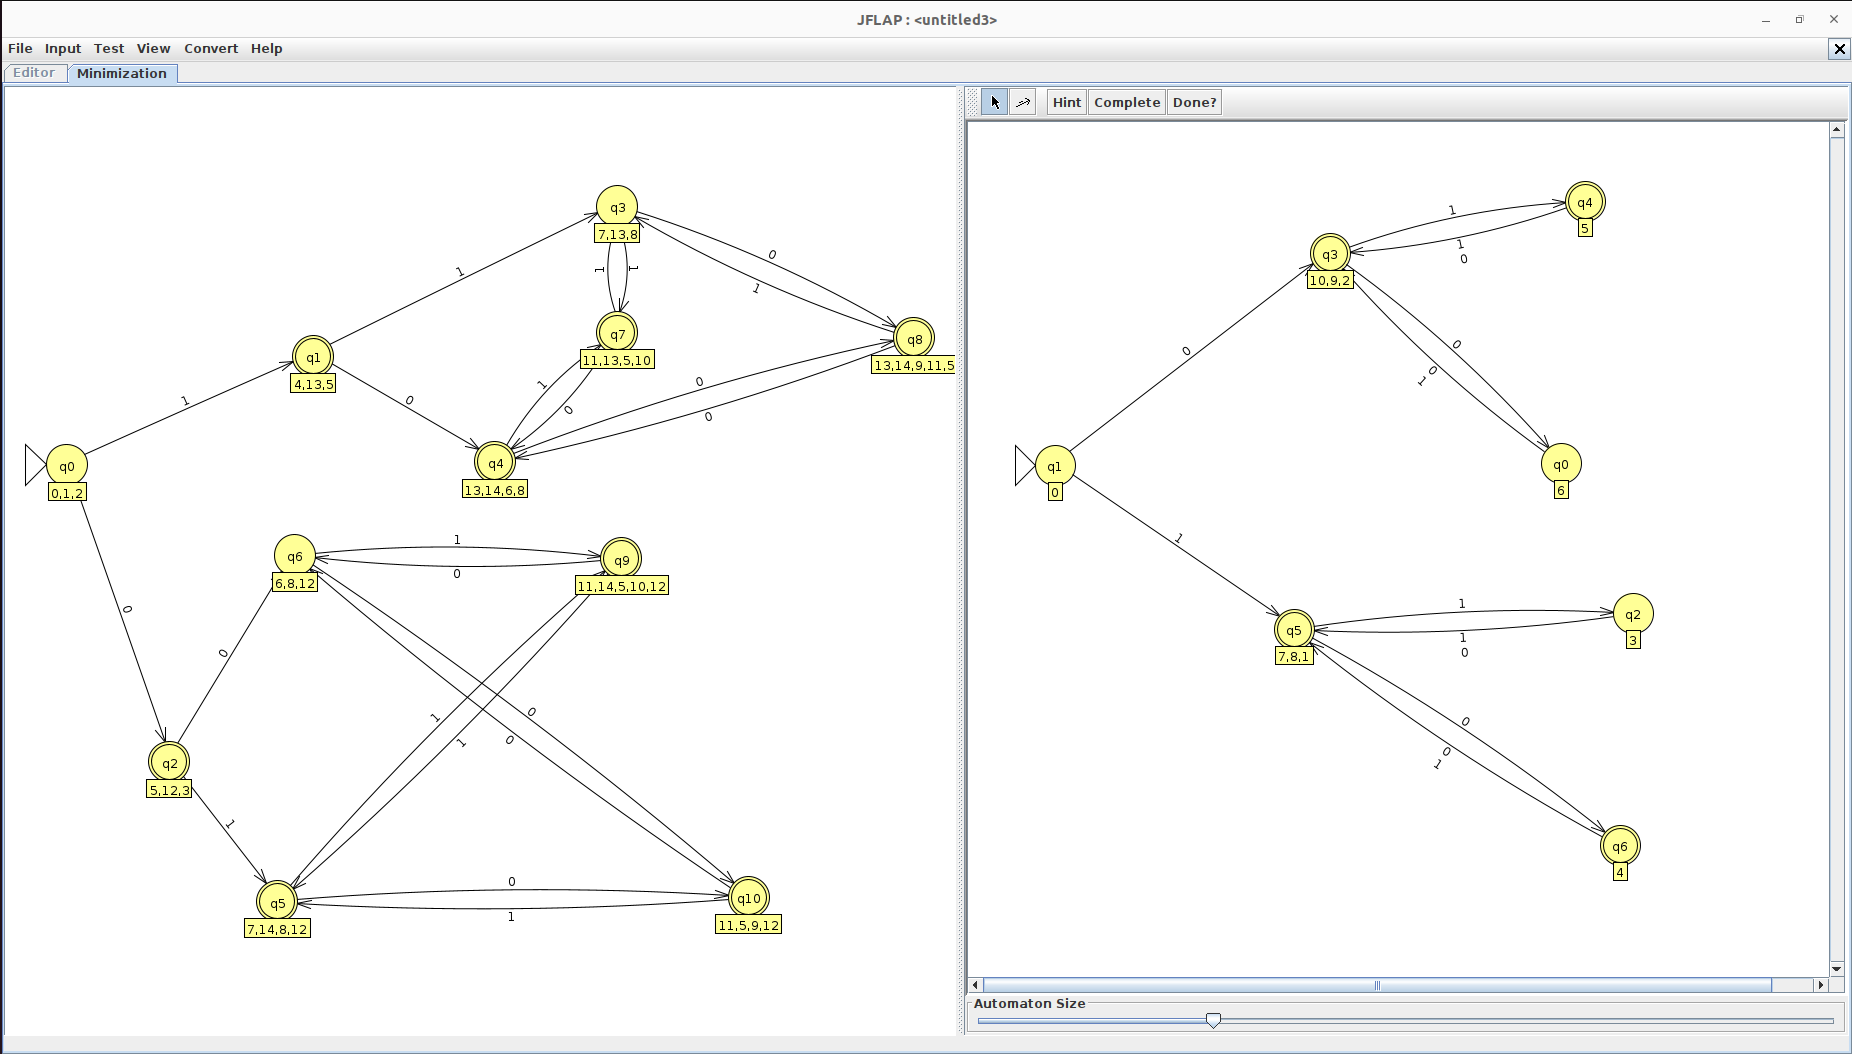 JFLAP : <untitled3>
File Input Test View Convert Help
Editor Minimization
Hint Complete Done?
q3
7,13,8
0
1
1
1
1
q1
4,13,5
q7
11,13,5,10
q8
13,14,9,11,5
1
0
1
0
0
0
q0
0,1,2
q4
13,14,6,8
q6
6,8,12
1
0
q9
11,14,5,10,12
0
0
1
1
0
0
q2
5,12,3
1
q5
7,14,8,12
0
1
q10
11,5,9,12
q4
5
1
1
0
q3
10,9,2
0
0
0
1
q1
0
q0
6
1
q5
7,8,1
1
1
0
q2
3
0
0
1
q6
4
Automaton Size